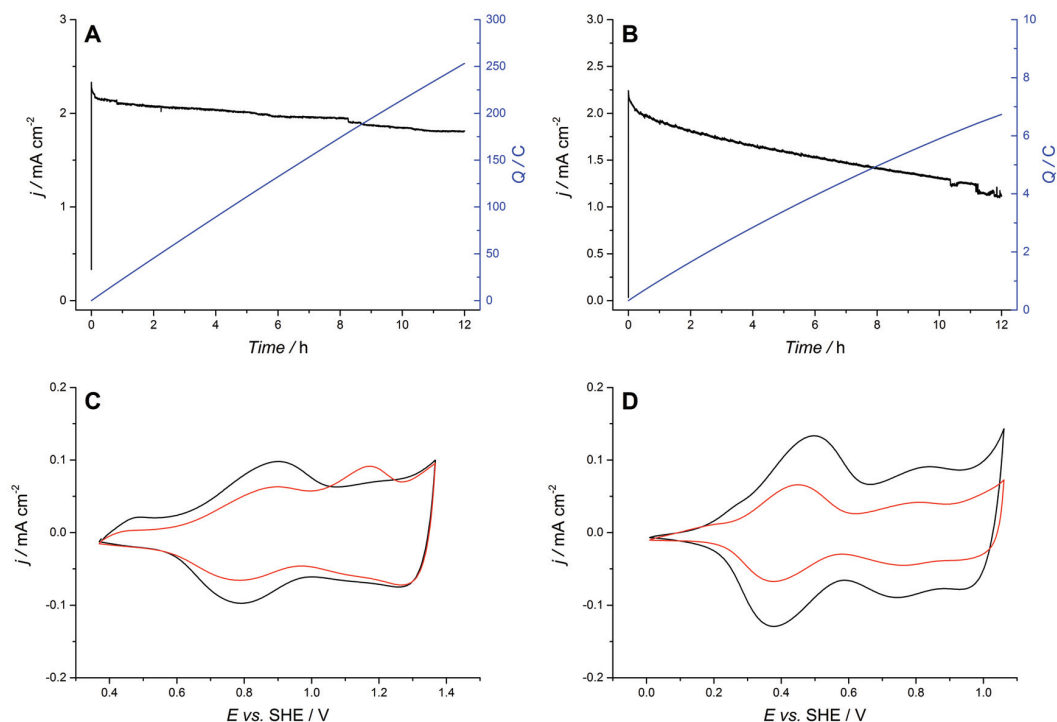 A
3
2
1
0
j / mA cm-2
300
250
200
150
100
50
0
Q / C
0 2 4 6 8 10 12
Time / h
B
3.0
2.5
2.0
1.5
1.0
0.5
0.0
j / mA cm-2
10
8
6
4
2
0
Q / C
0 2 4 6 8 10 12
Time / h
C
0.2
0.1
0.0
-0.1
-0.2
j / mA cm-2
0.4 0.6 0.8 1.0 1.2 1.4
E vs. SHE / V
D
0.2
0.1
0.0
-0.1
-0.2
j / mA cm-2
0.0 0.2 0.4 0.6 0.8 1.0
E vs. SHE / V